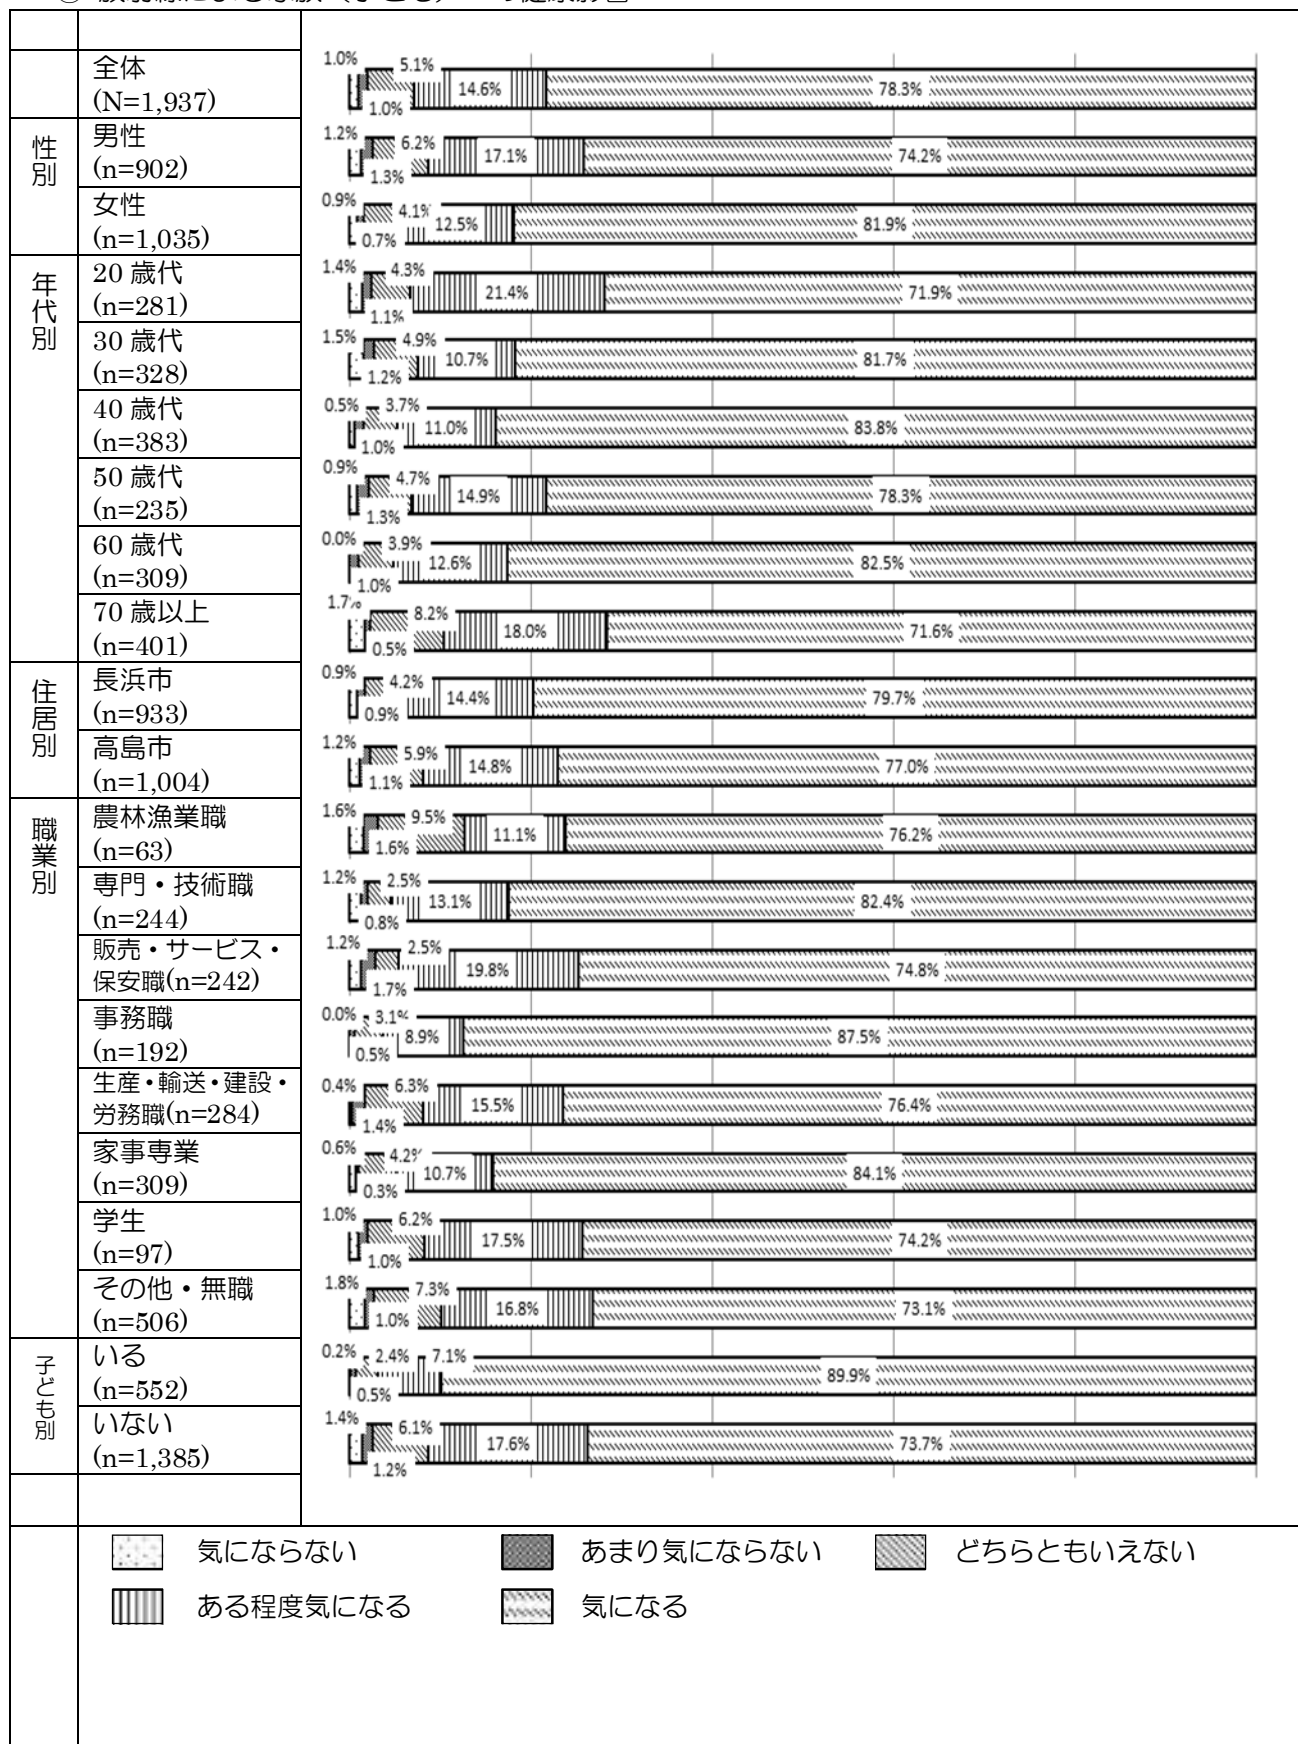 全体
(N=1,937)
1.0%
5.1%
1.0%
14.6%
78.3%
性別
男性
(n=902)
1.2%
6.2%
1.3%
17.1%
74.2%
女性
(n=1,035)
0.9%
4.1%
0.7%
12.5%
81.9%
年代別
20 歳代
(n=281)
1.4%
4.3%
1.1%
21.4%
71.9%
30 歳代
(n=328)
1.5%
4.9%
1.2%
10.7%
81.7%
40 歳代
(n=383)
0.5%
3.7%
1.0%
11.0%
83.8%
50 歳代
(n=235)
0.9%
4.7%
1.3%
14.9%
78.3%
60 歳代
(n=309)
0.0%
3.9%
1.0%
12.6%
82.5%
70 歳以上
(n=401)
1.7%
8.2%
0.5%
18.0%
71.6%
住居別
長浜市
(n=933)
0.9%
4.2%
0.9%
14.4%
79.7%
高島市
(n=1,004)
1.2%
5.9%
1.1%
14.8%
77.0%
職業別
農林漁業職
(n=63)
1.6%
9.5%
1.6%
11.1%
76.2%
専門・技術職
(n=244)
1.2%
2.5%
0.8%
13.1%
82.4%
販売・サービス・
保安職(n=242)
1.2%
2.5%
1.7%
19.8%
74.8%
事務職
(n=192)
0.0%
3.1%
0.5%
8.9%
87.5%
生産・輸送・建設・
労務職(n=284)
0.4%
6.3%
1.4%
15.5%
76.4%
家事専業
(n=309)
0.6%
4.2%
0.3%
10.7%
84.1%
学生
(n=97)
1.0%
6.2%
1.0%
17.5%
74.2%
その他・無職
(n=506)
1.8%
7.3%
1.0%
16.8%
73.1%
子ども別
いる
(n=552)
0.2%
2.4%
7.1%
0.5%
89.9%
いない
(n=1,385)
1.4%
6.1%
1.2%
17.6%
73.7%
気にならない
あまり気にならない
どちらともいえない
ある程度気になる
気になる